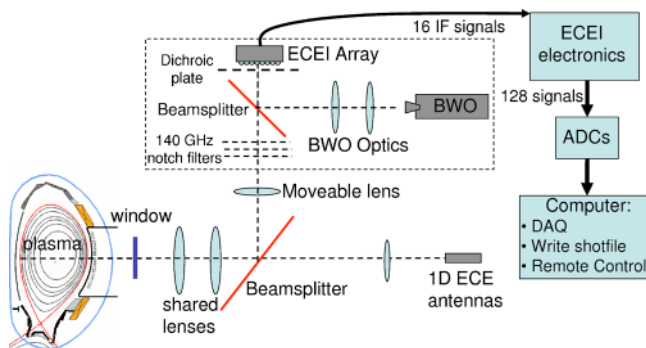 16 IF signals
ECEI Array
ECEI
electronics
Dichroic
plate
Beamsplitter
BWO
128 signals
140 GHz
notch filters
BWO Optics
ADCs
Moveable lens
Computer:
• DAQ
• Write shotfile
• Remote Control
window
plasma
shared
lenses
Beamsplitter
1D ECE
antennas